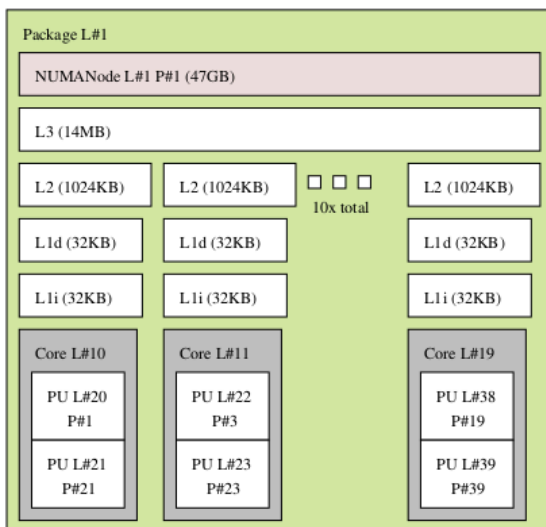 Package L#1
NUMANode L#1 P#1 (47GB)
L3 (14MB)
L2 (1024KB) L2 (1024KB) L2 (1024KB)
10x total
L1d (32KB) L1d (32KB) L1d (32KB)
L1i (32KB) L1i (32KB) L1i (32KB)
Core L#10 Core L#11 Core L#19
PU L#20 PU L#22 PU L#38
P#1 P#3 P#19
PU L#21 PU L#23 PU L#39
P#21 P#23 P#39